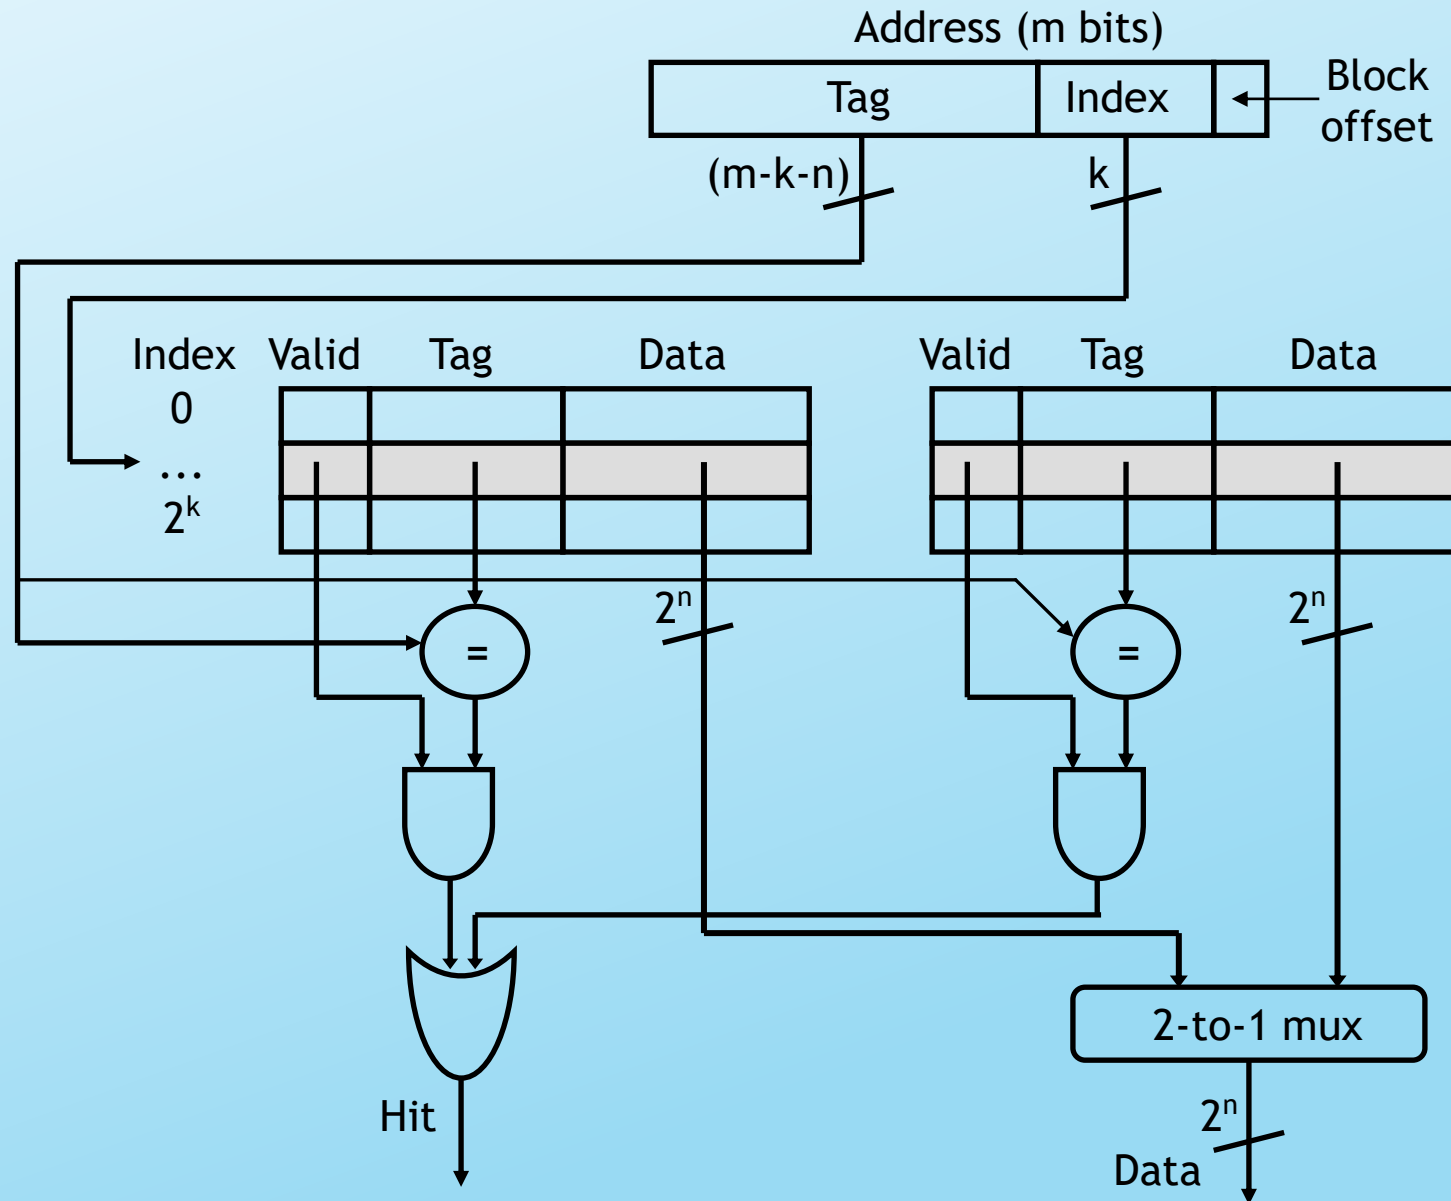 Address (m bits)
Tag Index Block
offset
(m-k-n) k
Index Valid Tag Data Valid Tag Data
0
...
2ᵏ
2ⁿ 2ⁿ
= =
2-to-1 mux
Hit
2ⁿ
Data